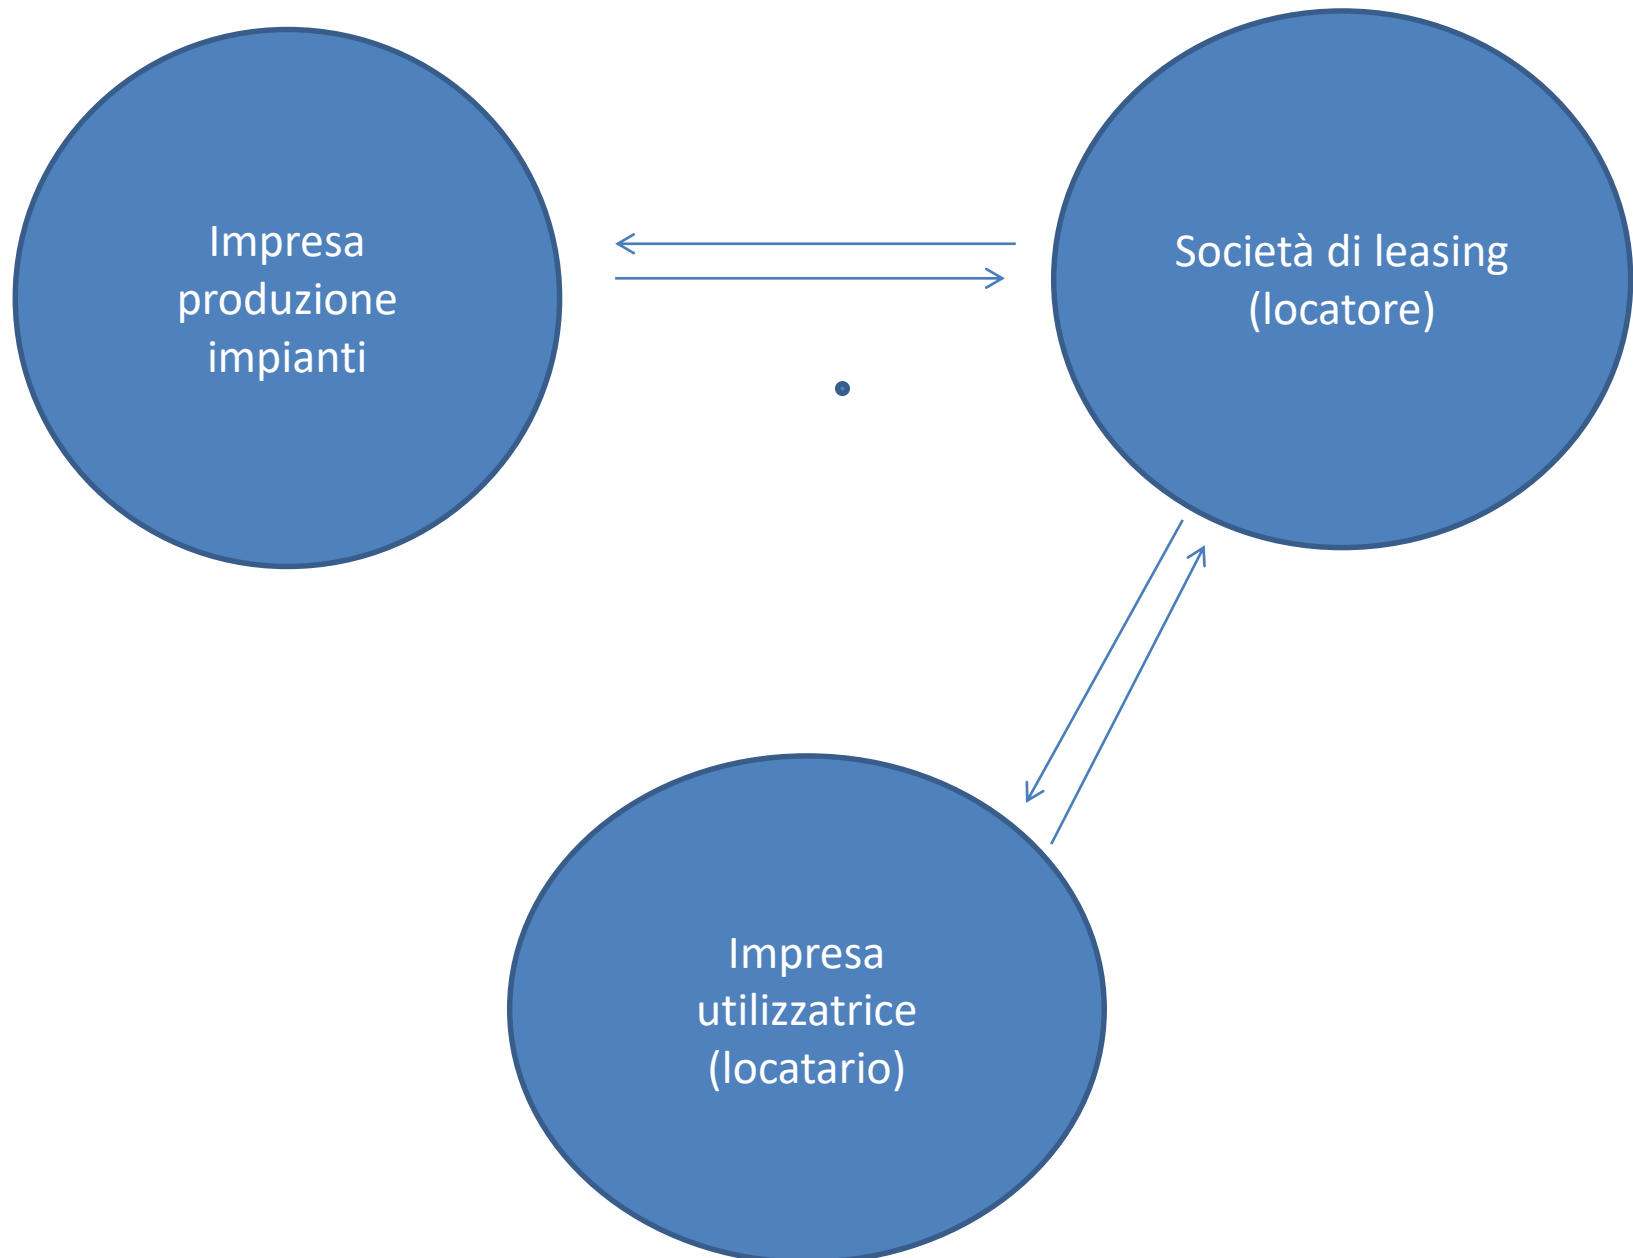 Impresa
produzione
impianti
Società di leasing
(locatore)
Impresa
utilizzatrice
(locatario)